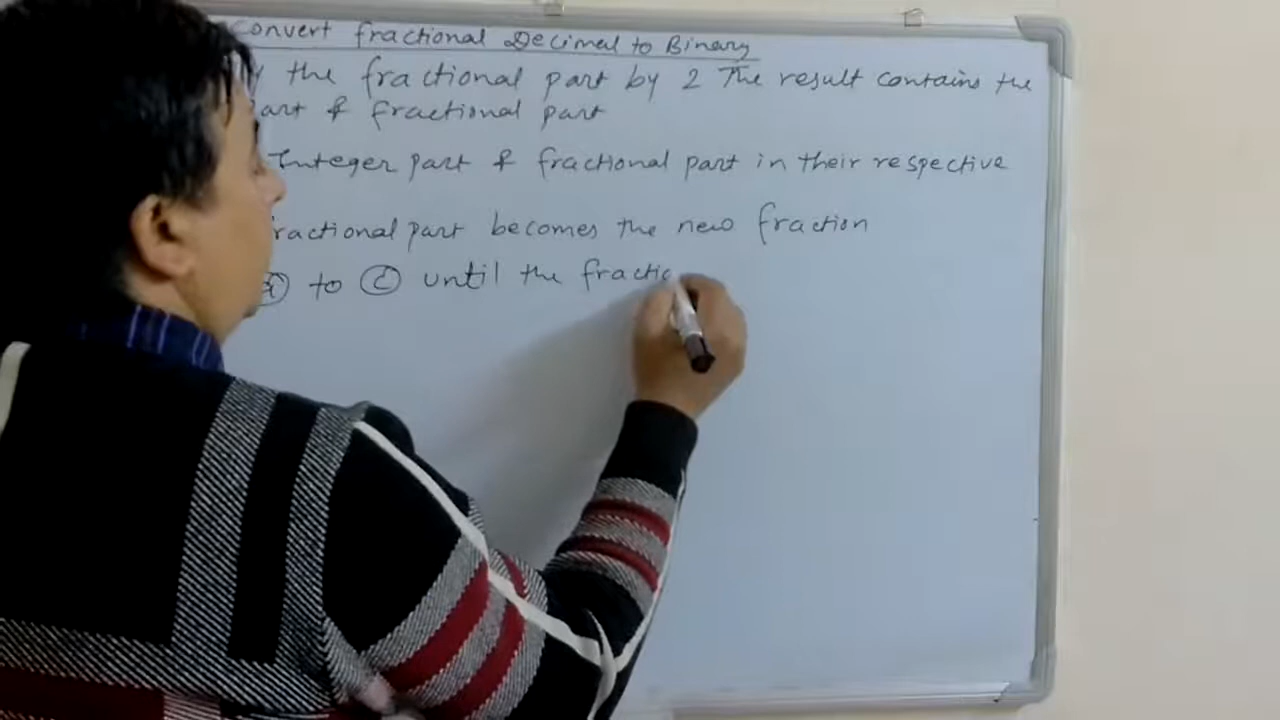 Convert fractional Decimal to Binary
the fractional part by 2 The result contains the
part & fractional part
Integer part & fractional part in their respective
fractional part becomes the new fraction
to c until the fractio